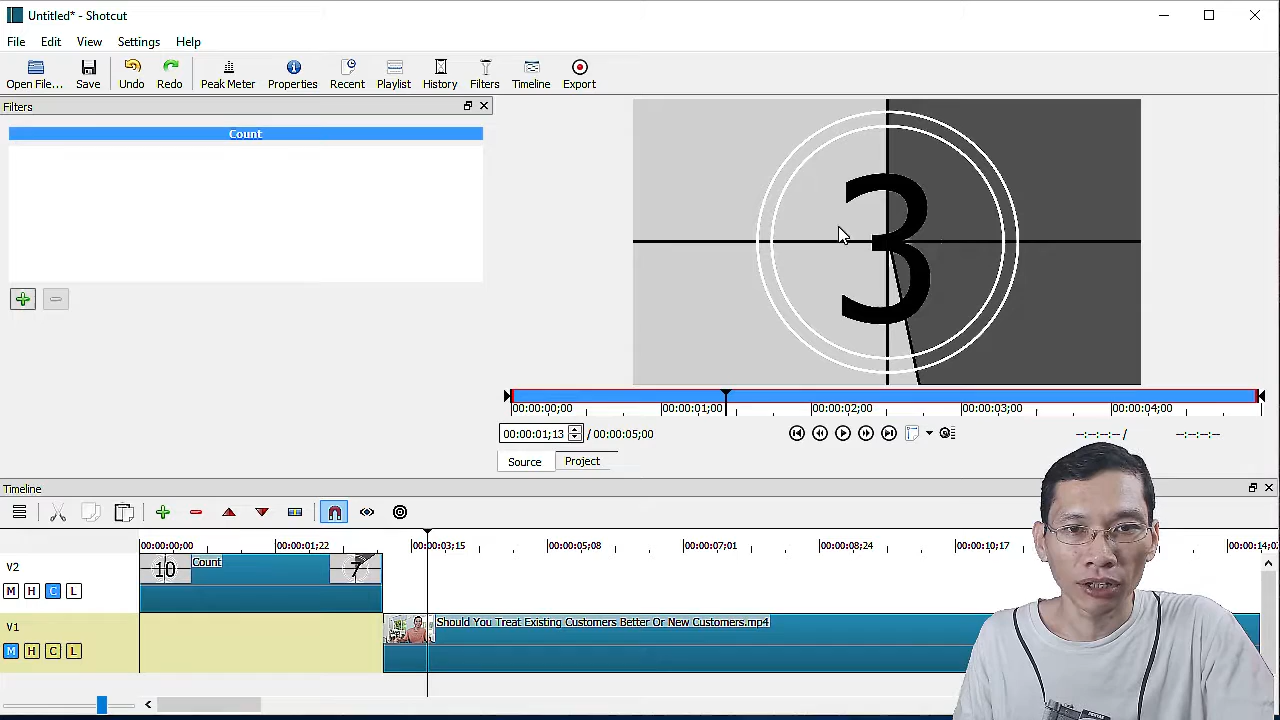 Untitled* - Shotcut
File Edit View Settings Help
Open File... Save Undo Redo Peak Meter Properties Recent Playlist History Filters Timeline Export
Filters
Count
3
00:00:00;00 00:00:01;00 00:00:02;00 00:00:03;00 00:00:04;00
00:00:01;13 / 00:00:05;00 --:--:--:-- / --:--:--:--
Source Project
Timeline
00:00:00;00 00:00:01;22 00:00:03;15 00:00:05;08 00:00:07;01 00:00:08;24 00:00:10;17 00:00:14;0
V2 10 Count 7
M H C L
V1 Should You Treat Existing Customers Better Or New Customers.mp4
M H C L